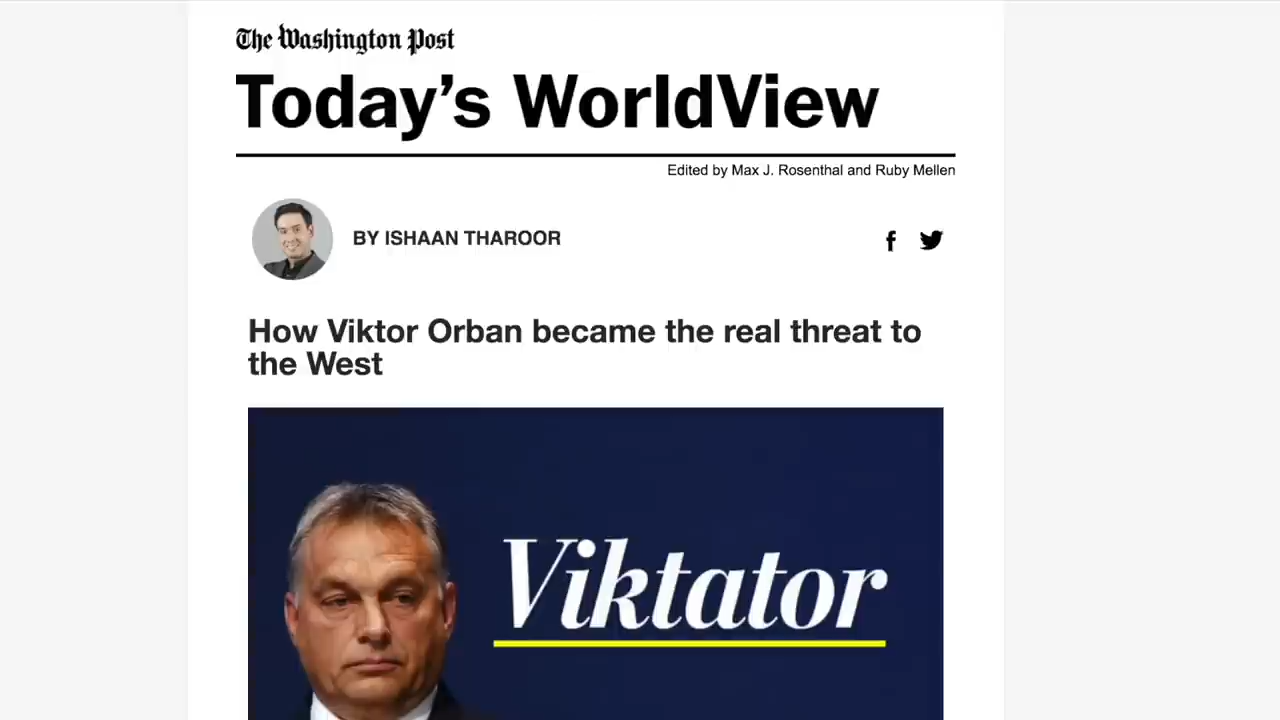 The Washington Post
Today’s WorldView
Edited by Max J. Rosenthal and Ruby Mellen
BY ISHAAN THAROOR
How Viktor Orban became the real threat to
the West
Viktator